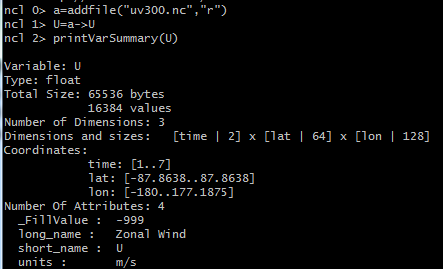 ncl 0> a=addfile("uv300.nc","r")
ncl 1> U=a->U
ncl 2> printVarSummary(U)
Variable: U
Type: float
Total Size: 65536 bytes
16384 values
Number of Dimensions: 3
Dimensions and sizes: [time | 2] x [lat | 64] x [lon | 128]
Coordinates:
time: [1..7]
lat: [-87.8638..87.8638]
lon: [-180..177.1875]
Number Of Attributes: 4
_FillValue : -999
long_name : Zonal Wind
short_name : U
units : m/s